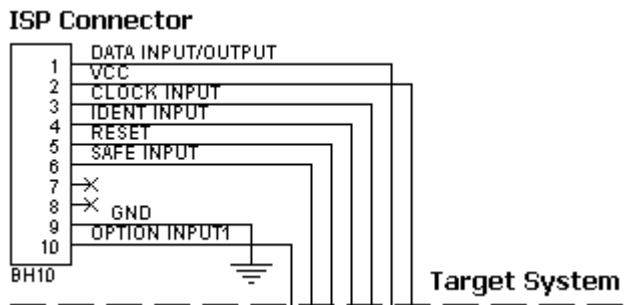 ISP Connector
1 DATA INPUT/OUTPUT
2 VCC
3 CLOCK INPUT
4 IDENT INPUT
5 RESET
6 SAFE INPUT
7
8
9 GND
10 OPTION INPUT1
BH10
Target System